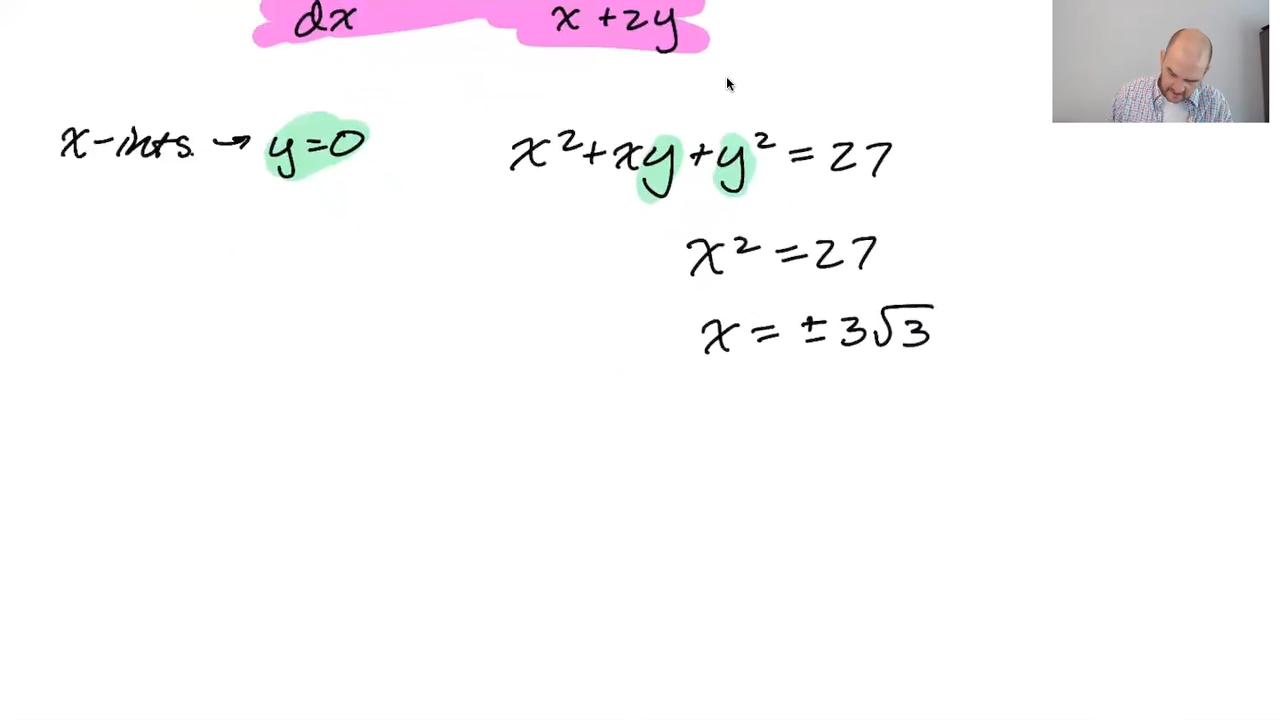 dx x+2y
x-ints. → y=0 x²+xy+y²=27
x²=27
x=±3√3